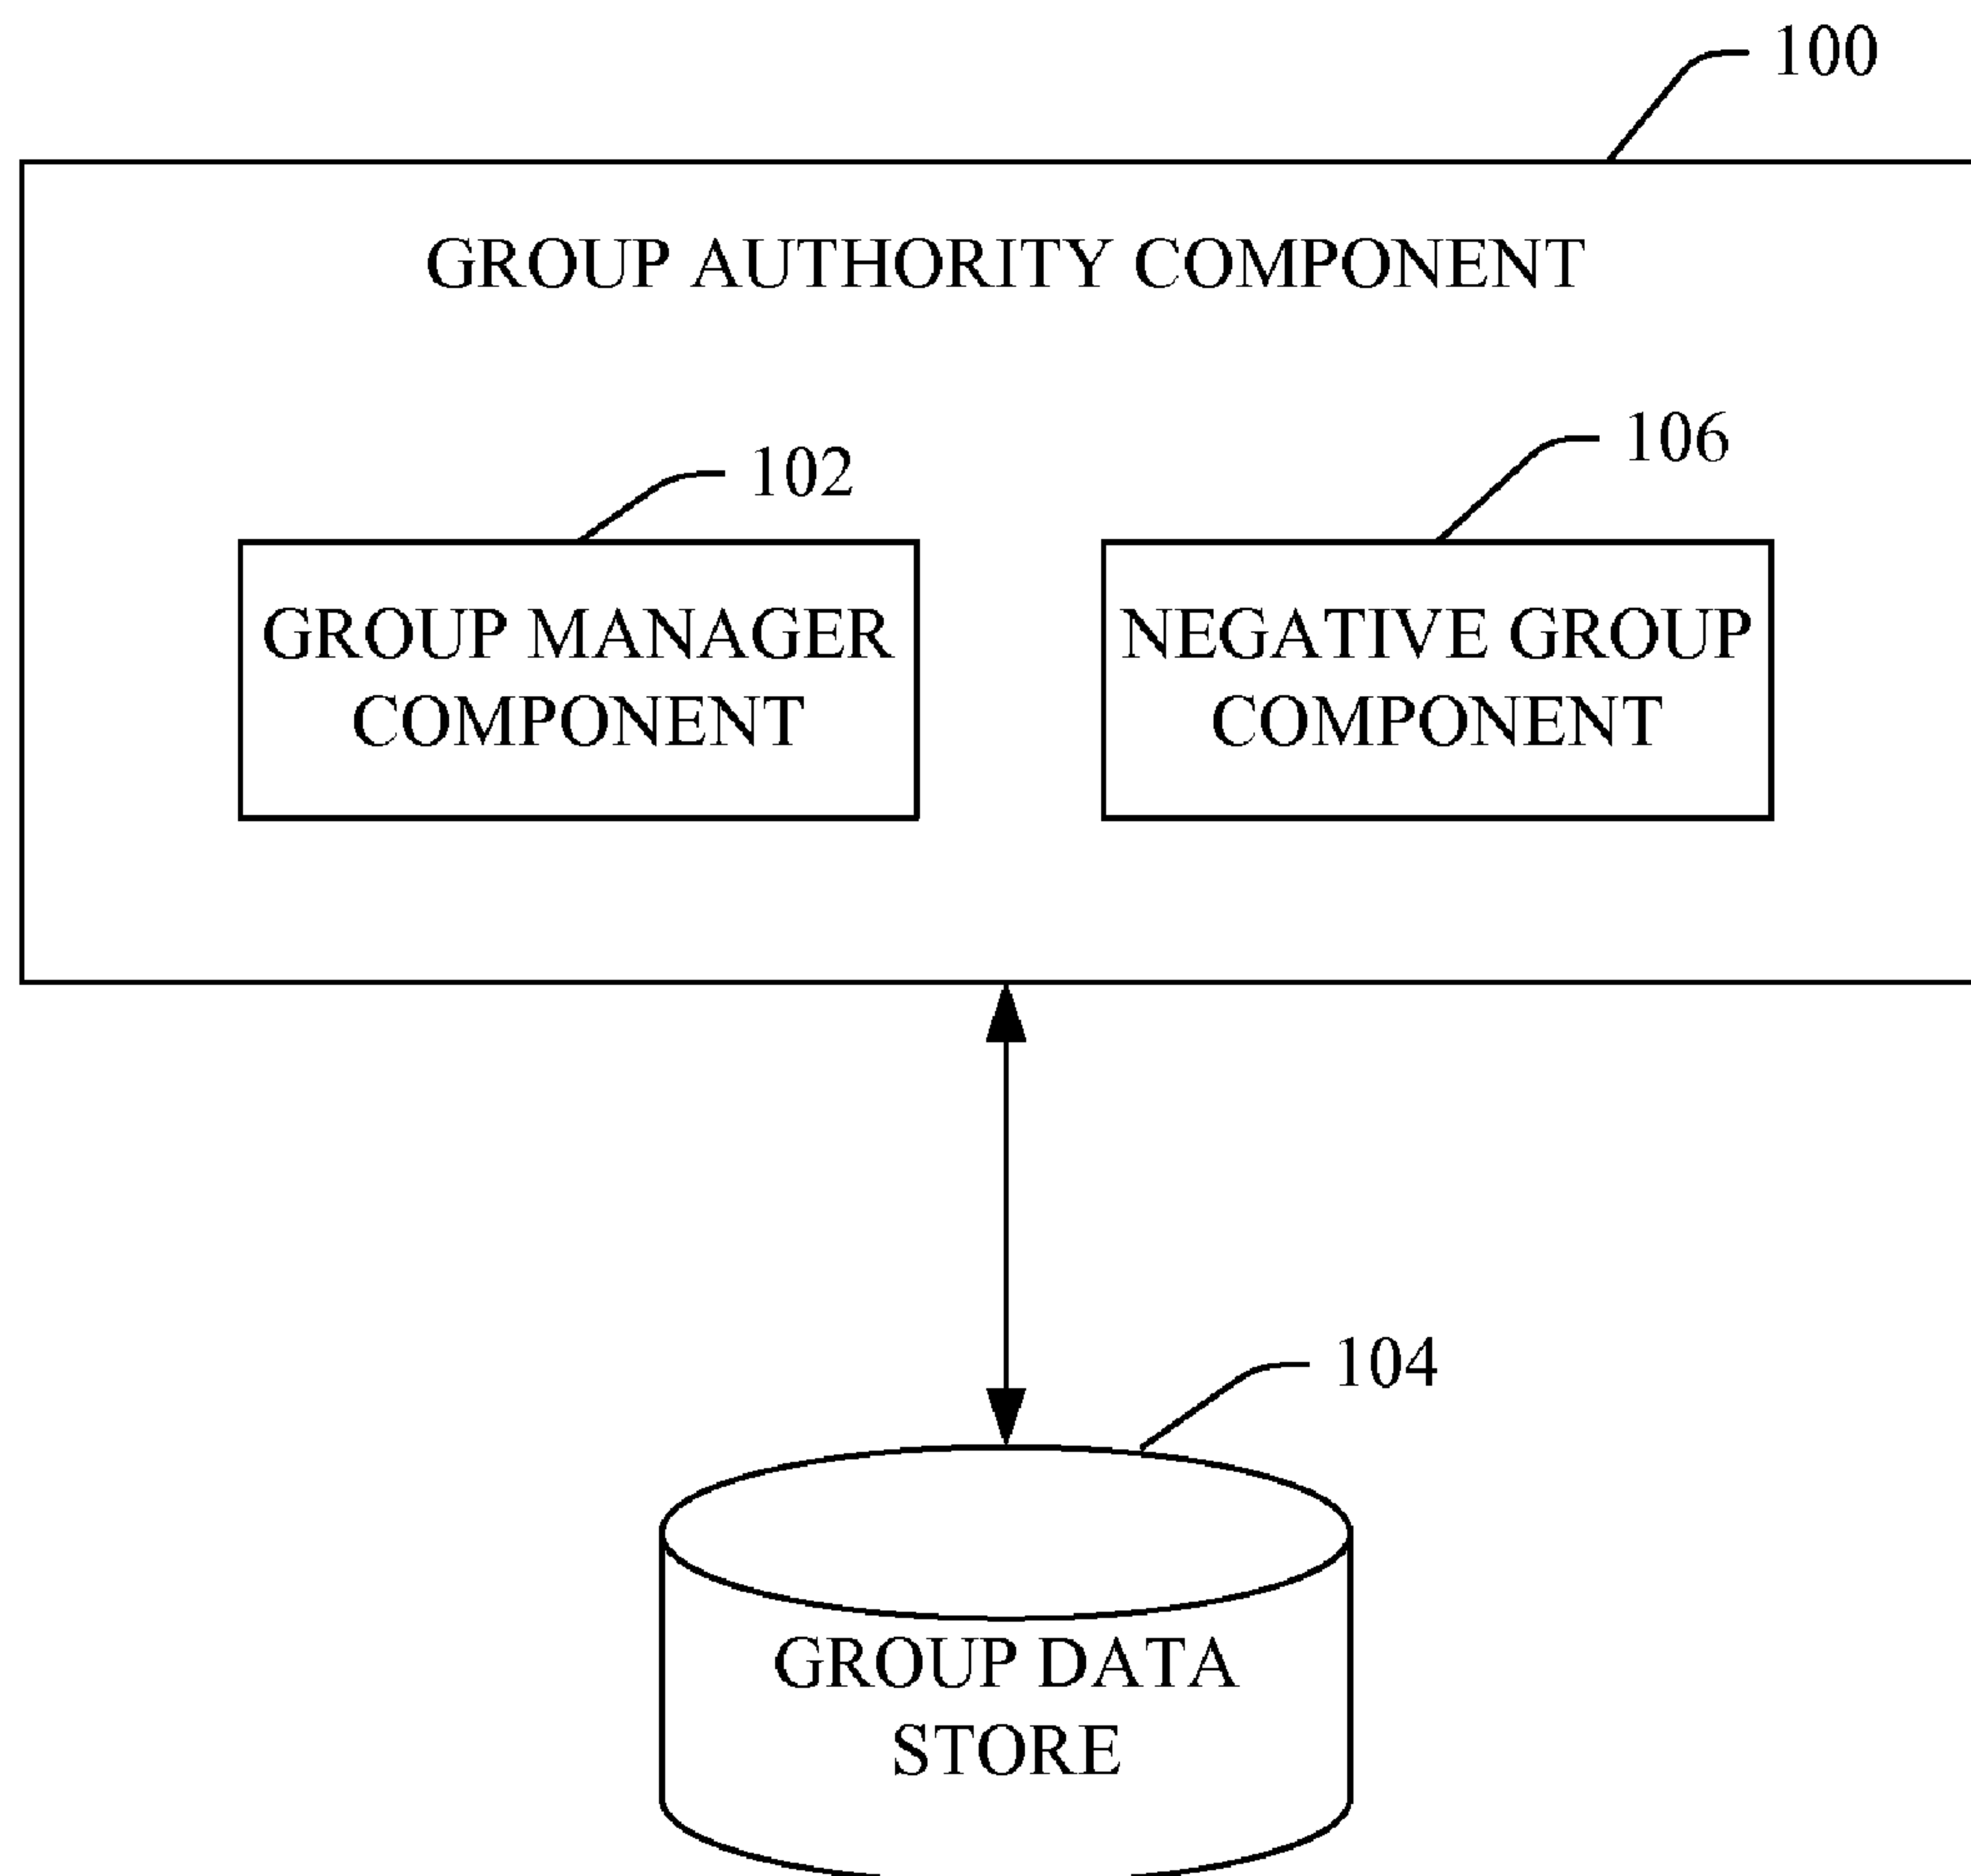 100
GROUP AUTHORITY COMPONENT
102
106
GROUP MANAGER
COMPONENT
NEGATIVE GROUP
COMPONENT
104
GROUP DATA
STORE